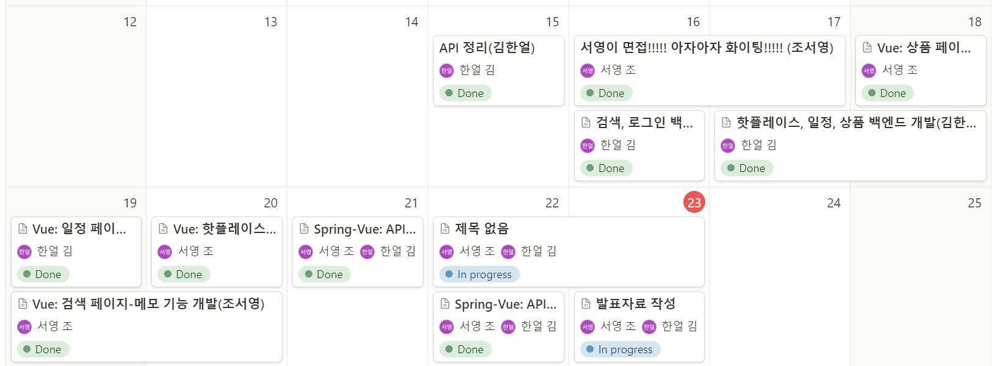 12
13
14
15
16
17
18
API 정리(김한얼)
한얼 한얼 김
Done
서영이 면접!!!!! 아자아자 화이팅!!!!! (조서영)
서영 서영 조
Done
Vue: 상품 페이...
서영 서영 조
Done
검색, 로그인 백...
한얼 한얼 김
Done
핫플레이스, 일정, 상품 백엔드 개발(김한...
한얼 한얼 김
Done
19
20
21
22
23
24
25
Vue: 일정 페이...
한얼 한얼 김
Done
Vue: 핫플레이스...
서영 서영 조
Done
Spring-Vue: API...
서영 서영 조 한얼 한얼 김
Done
제목 없음
서영 서영 조 한얼 한얼 김
In progress
Vue: 검색 페이지-메모 기능 개발(조서영)
서영 서영 조
Done
Spring-Vue: API...
서영 서영 조 한얼 한얼 김
Done
발표자료 작성
서영 서영 조 한얼 한얼 김
In progress